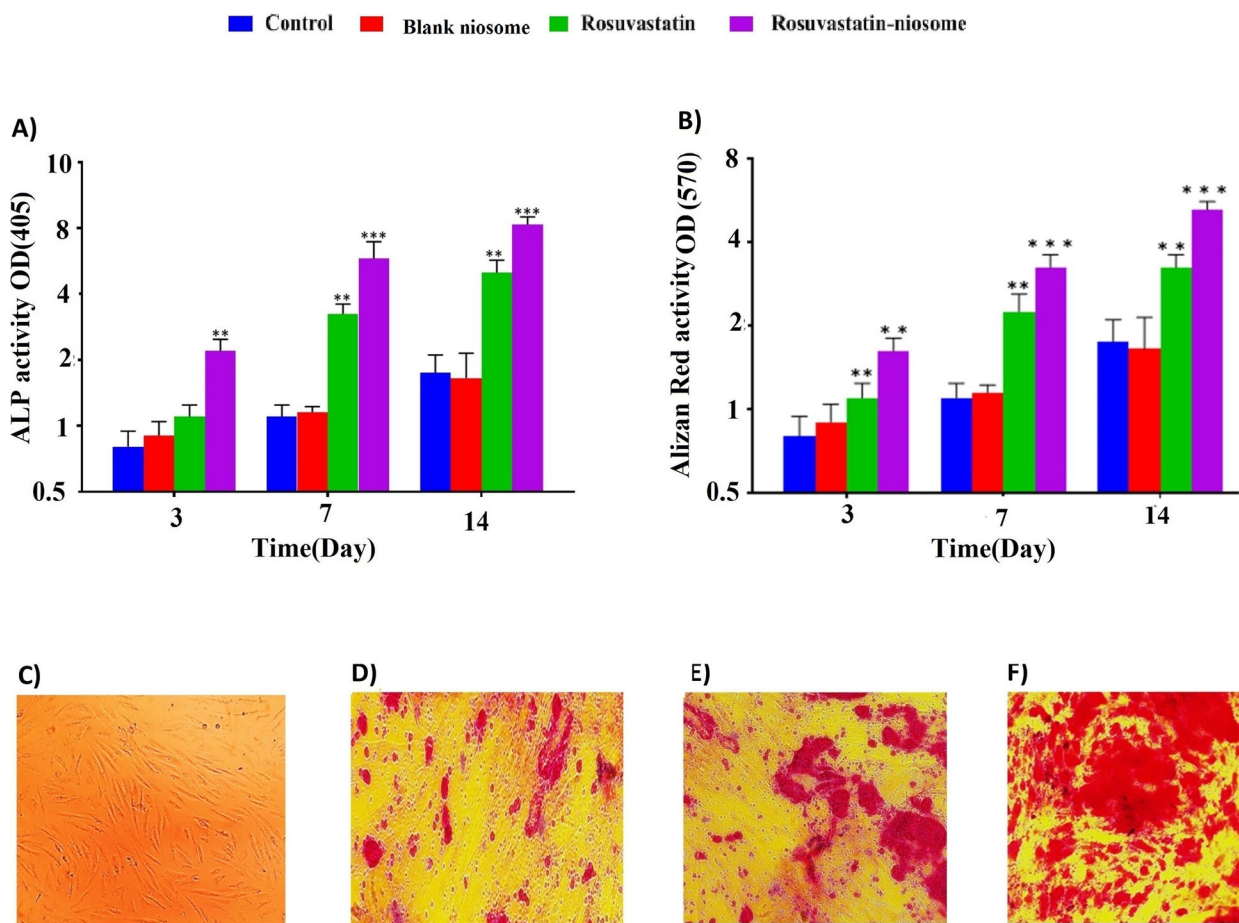 Control Blank niosome Rosuvastatin Rosuvastatin-niosome
A)
ALP activity OD(405)
10
8
4
2
1
0.5
**
**
***
**
***
3 7 14
Time(Day)
B)
Alizan Red activity OD(570)
8
4
2
1
0.5
**
* *
**
* * *
* *
* * *
3 7 14
Time(Day)
C) D) E) F)